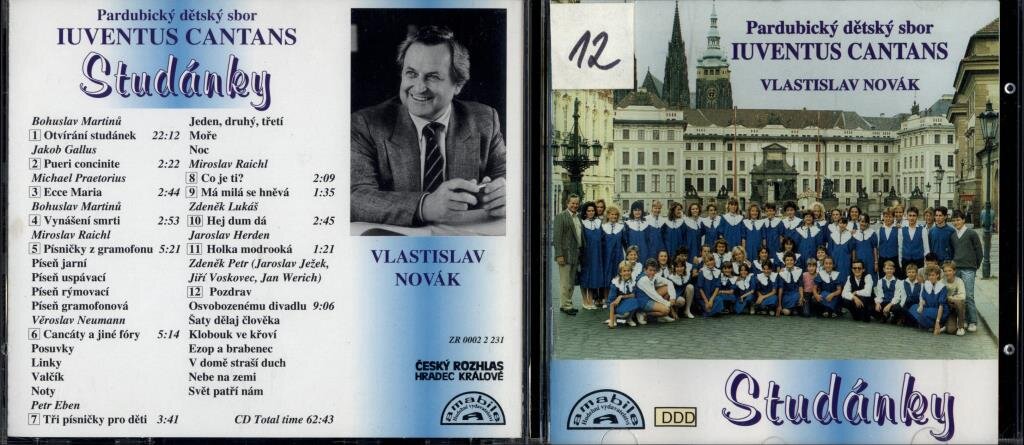 Pardubický dětský sbor
IUVENTUS CANTANS
Studánky
Bohuslav Martinů
1 Otvírání studánek 22:12
Jakob Gallus
2 Pueri concinite 2:22
Michael Praetorius
3 Ecce Maria 2:44
Bohuslav Martinů
4 Vynášení smrti 2:53
Miroslav Raichl
5 Písničky z gramofonu 5:21
Píseň jarní
Píseň uspávací
Píseň rýmovací
Píseň gramofonová
Věroslav Neumann
6 Cancáty a jiné fóry 5:14
Posuvky
Linky
Valčík
Noty
Petr Eben
7 Tři písničky pro děti 3:41
Jeden, druhý, třetí
Moře
Noc
Miroslav Raichl
8 Co je ti? 2:09
9 Má milá se hněvá 1:35
Zdeněk Lukáš
10 Hej dum dá 2:45
Jaroslav Herden
11 Holka modrooká 1:21
Zdeněk Petr (Jaroslav Ježek,
Jiří Voskovec, Jan Werich)
12 Pozdrav
Osvobozenému divadlu 9:06
Šaty dělaj člověka
Klobouk ve křoví
Ezop a brabenec
V domě straší duch
Nebe na zemi
Svět patří nám
CD Total time 62:43
VLASTISLAV
NOVÁK
ZR 0002 2 231
ČESKÝ ROZHLAS
HRADEC KRÁLOVÉ
amabile
Hudební vydavatelství
12
Pardubický dětský sbor
IUVENTUS CANTANS
VLASTISLAV NOVÁK
amabile
Hudební vydavatelství
DDD
Studánky